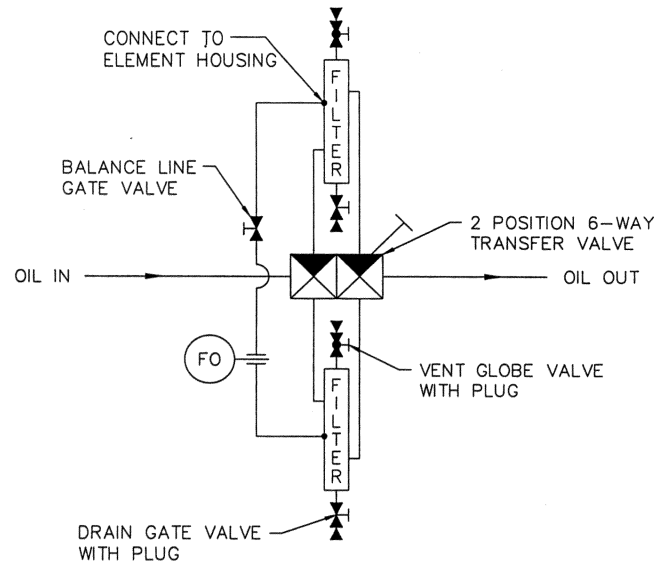 CONNECT TO
ELEMENT HOUSING
FILTER
BALANCE LINE
GATE VALVE
2 POSITION 6-WAY
TRANSFER VALVE
OIL IN
OIL OUT
FO
VENT GLOBE VALVE
WITH PLUG
FILTER
DRAIN GATE VALVE
WITH PLUG